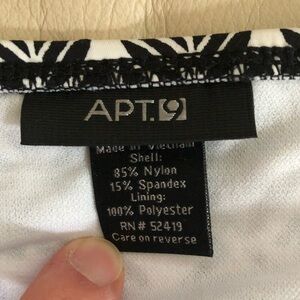 APT.9
Made in Vietnam
Shell:
85% Nylon
15% Spandex
Lining:
100% Polyester
RN# 52419
Care on reverse